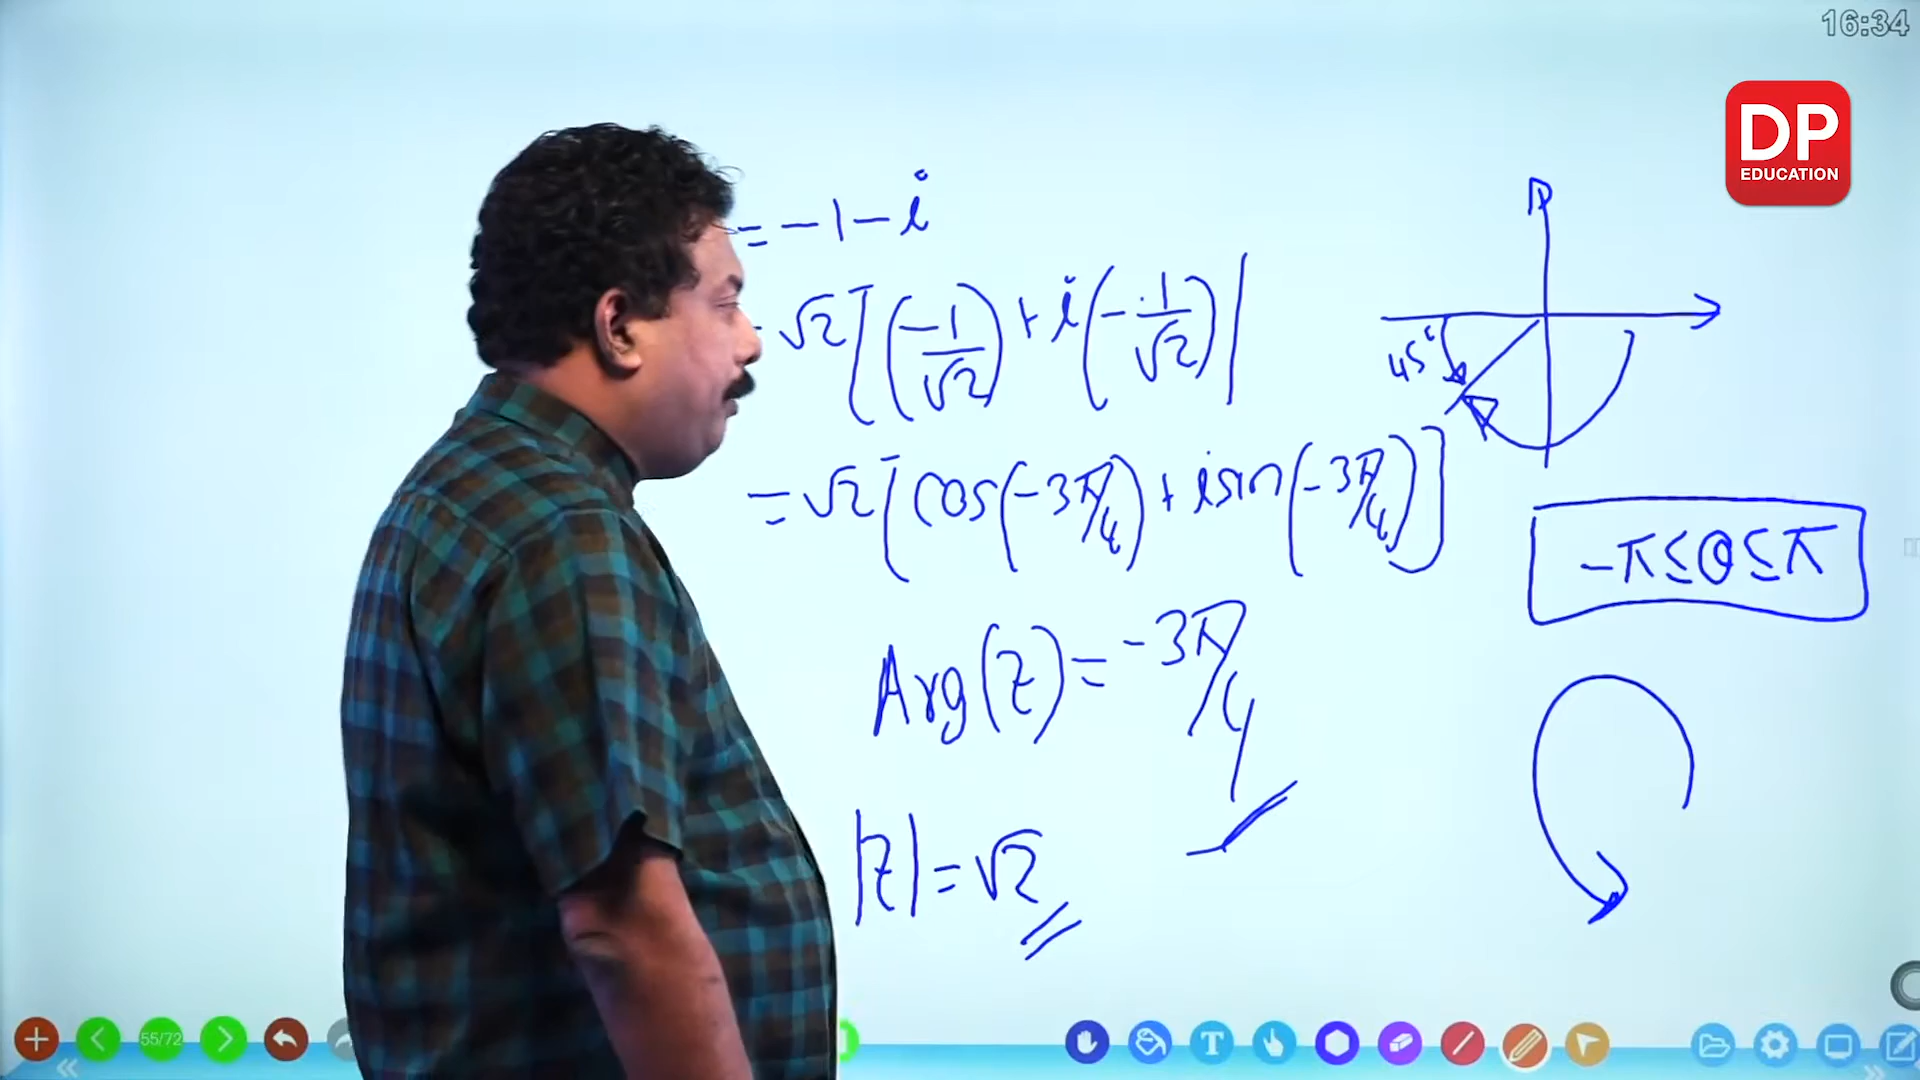 16:34
DP
EDUCATION
= -1-i
√2[(-1/√2)+i(-1/√2)]
45°
=√2[cos(-3π/4)+isin(-3π/4)]
-π≤θ≤π
Arg(z)=-3π/4
|z|=√2
55/72
T